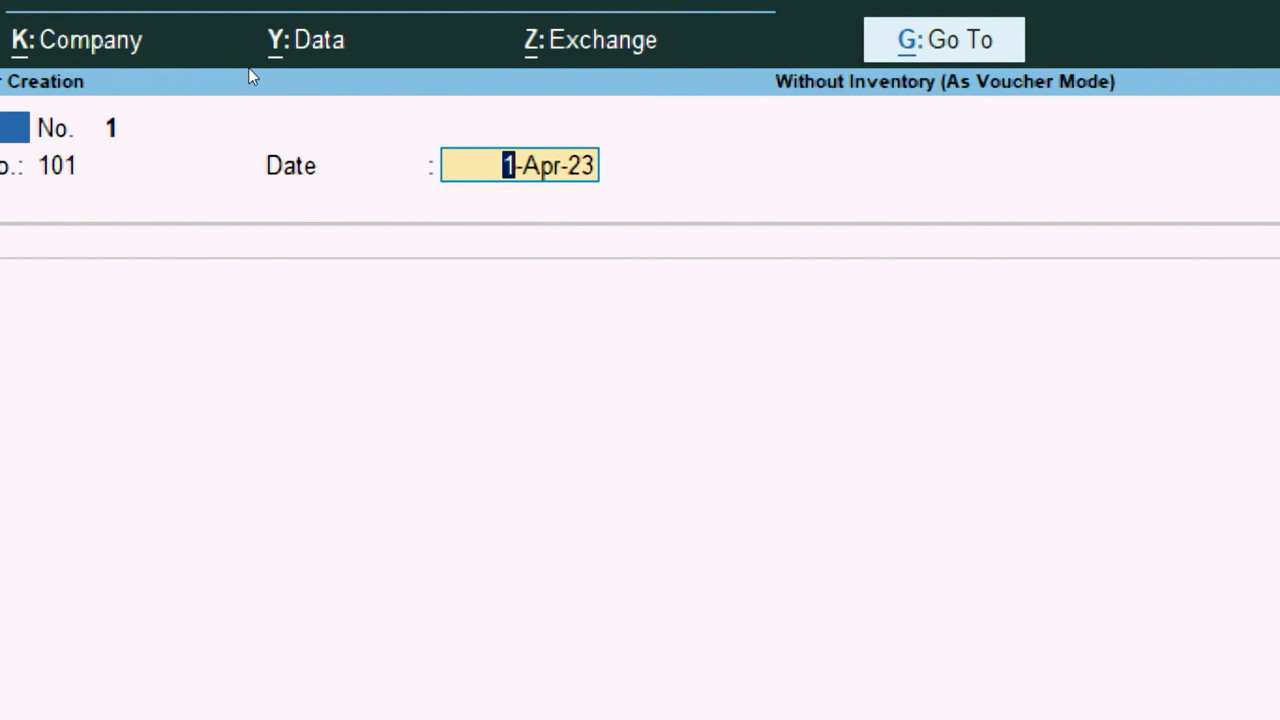 K: Company Y: Data Z: Exchange G: Go To
Creation Without Inventory (As Voucher Mode)
No. 1
o.: 101 Date : 1-Apr-23